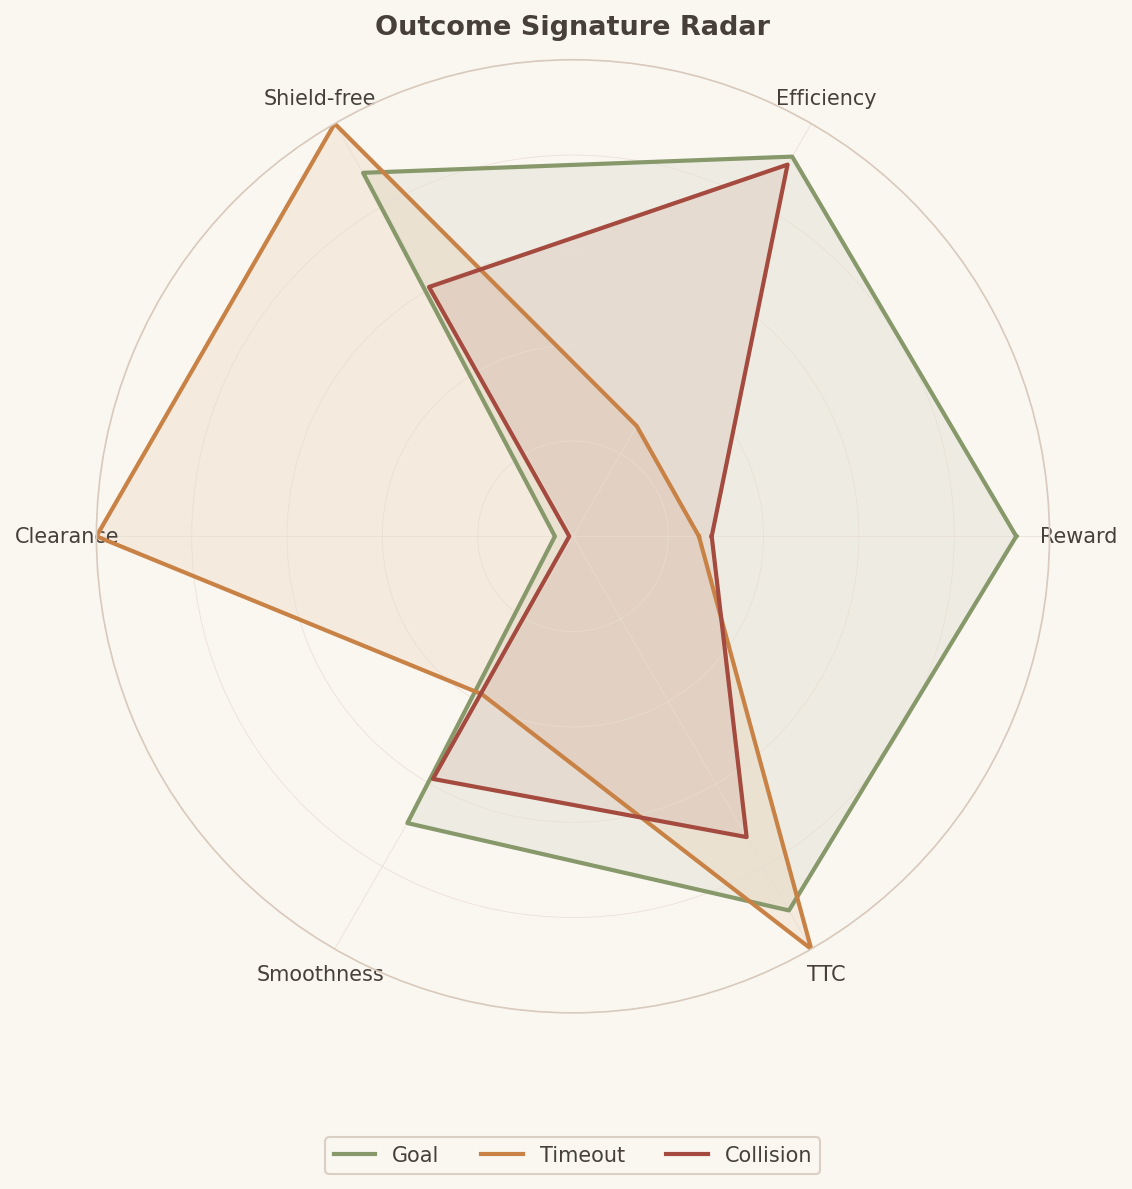 Outcome Signature Radar
Shield-free
Efficiency
Clearance
Reward
Smoothness
TTC
Goal
Timeout
Collision